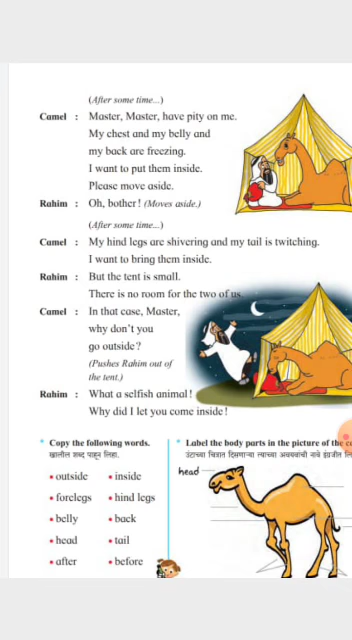 (After some time...)
Camel : Master, Master, have pity on me.
My chest and my belly and
my back are freezing.
I want to put them inside.
Please move aside.
Rahim : Oh, bother! (Moves aside.)
(After some time...)
Camel : My hind legs are shivering and my tail is twitching.
I want to bring them inside.
Rahim : But the tent is small.
There is no room for the two of us.
Camel : In that case, Master,
why don't you
go outside?
(Pushes Rahim out of
the tent.)
Rahim : What a selfish animal!
Why did I let you come inside!
* Copy the following words.
खालील शब्द पाहून लिहा.
• outside • inside
• forelegs • hind legs
• belly • back
• head • tail
• after • before
* Label the body parts in the picture of the
उंटाच्या चित्रात दिसणाऱ्या त्याच्या अवयवांची नावे इंग्रजीत
head